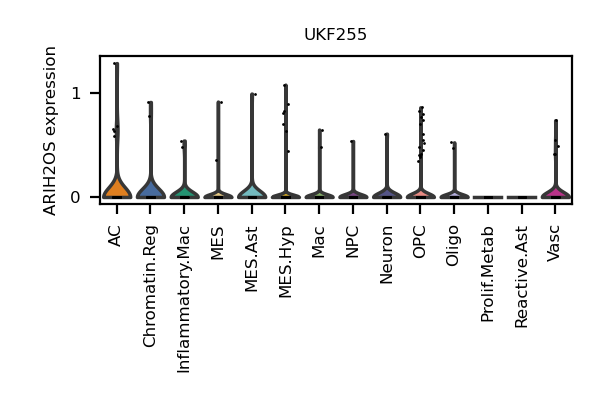 UKF255
ARIH2OS expression
1
0
AC
Chromatin.Reg
Inflammatory.Mac
MES
MES.Ast
MES.Hyp
Mac
NPC
Neuron
OPC
Oligo
Prolif.Metab
Reactive.Ast
Vasc